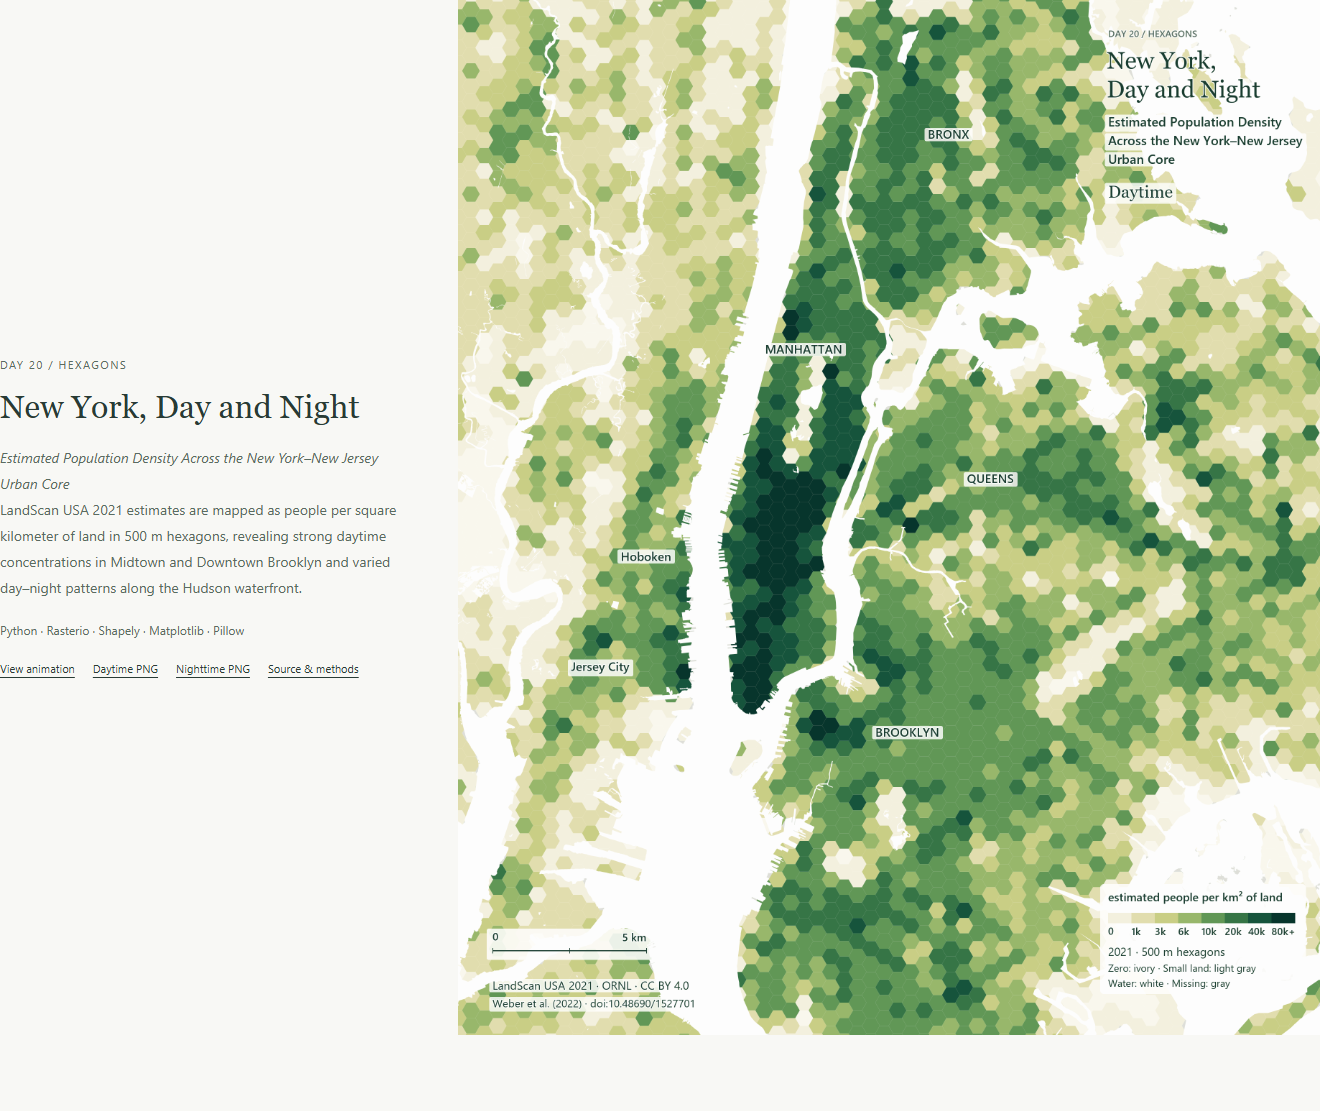 DAY 20 / HEXAGONS
New York, Day and Night
Estimated Population Density Across the New York–New Jersey
Urban Core
LandScan USA 2021 estimates are mapped as people per square
kilometer of land in 500 m hexagons, revealing strong daytime
concentrations in Midtown and Downtown Brooklyn and varied
day–night patterns along the Hudson waterfront.
Python · Rasterio · Shapely · Matplotlib · Pillow
View animation Daytime PNG Nighttime PNG Source & methods
DAY 20 / HEXAGONS
New York,
Day and Night
Estimated Population Density
Across the New York–New Jersey
Urban Core
Daytime
BRONX
MANHATTAN
QUEENS
Hoboken
Jersey City
BROOKLYN
0 5 km
LandScan USA 2021 · ORNL · CC BY 4.0
Weber et al. (2022) · doi:10.48690/1527701
estimated people per km² of land
0 1k 3k 6k 10k 20k 40k 80k+
2021 · 500 m hexagons
Zero: ivory · Small land: light gray
Water: white · Missing: gray